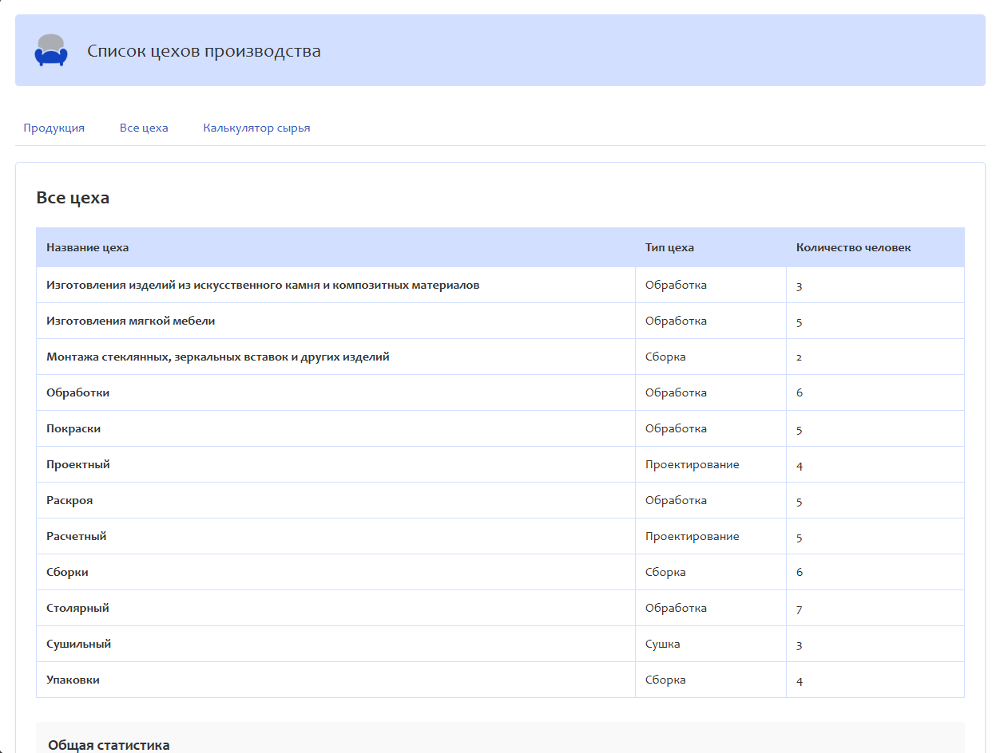 Список цехов производства
Продукция Все цеха Калькулятор сырья
Все цеха
Название цеха Тип цеха Количество человек
Изготовления изделий из искусственного камня и композитных материалов Обработка 3
Изготовления мягкой мебели Обработка 5
Монтажа стеклянных, зеркальных вставок и других изделий Сборка 2
Обработки Обработка 6
Покраски Обработка 5
Проектный Проектирование 4
Раскроя Обработка 5
Расчетный Проектирование 5
Сборки Сборка 6
Столярный Обработка 7
Сушильный Сушка 3
Упаковки Сборка 4
Общая статистика